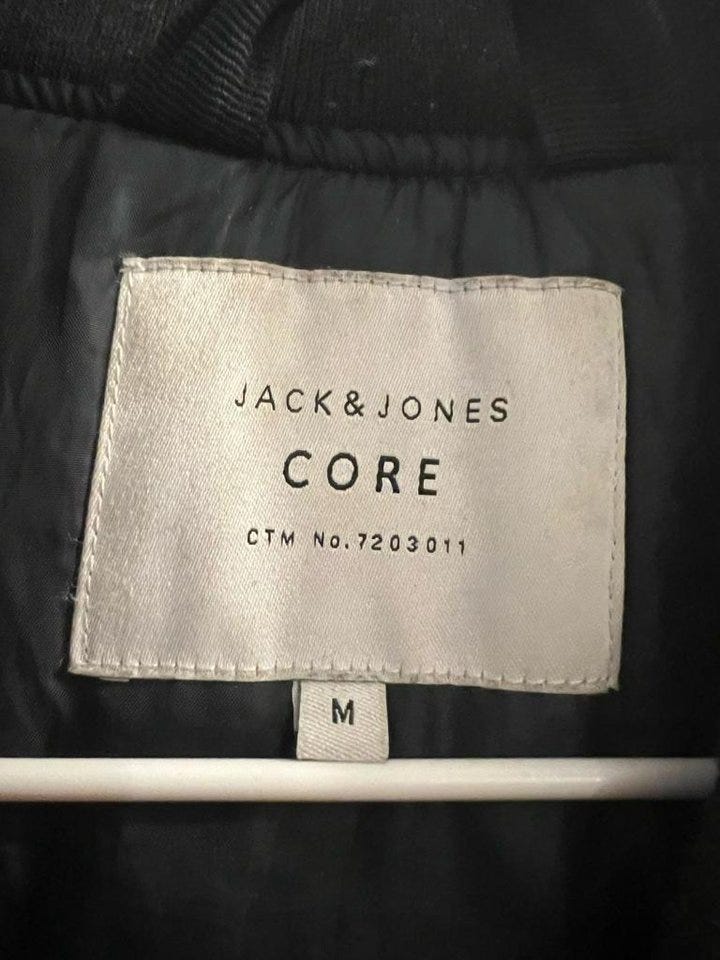 JACK & JONES
CORE
CTM No. 7203011
M